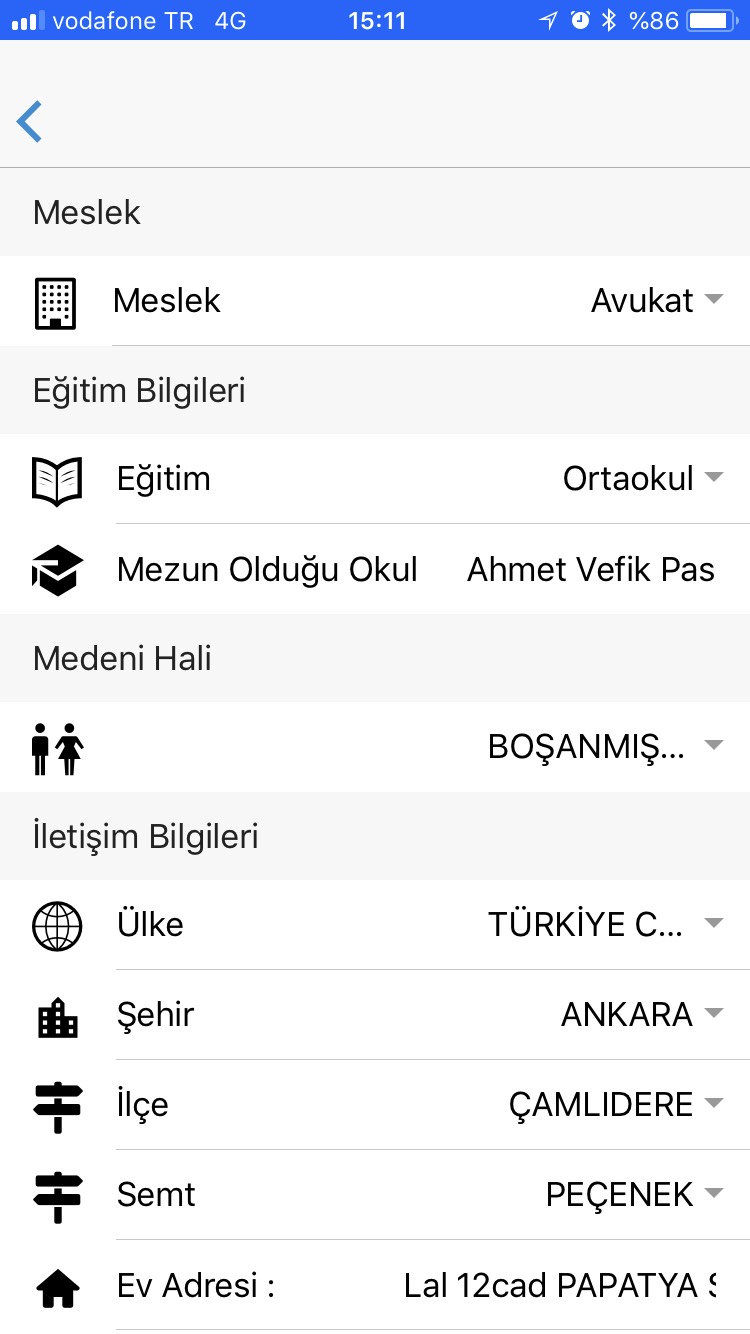 vodafone TR 4G 15:11 %86
Meslek
Meslek Avukat
Eğitim Bilgileri
Eğitim Ortaokul
Mezun Olduğu Okul Ahmet Vefik Pas
Medeni Hali
BOŞANMIŞ...
İletişim Bilgileri
Ülke TÜRKİYE C...
Şehir ANKARA
İlçe ÇAMLIDERE
Semt PEÇENEK
Ev Adresi : Lal 12cad PAPATYA